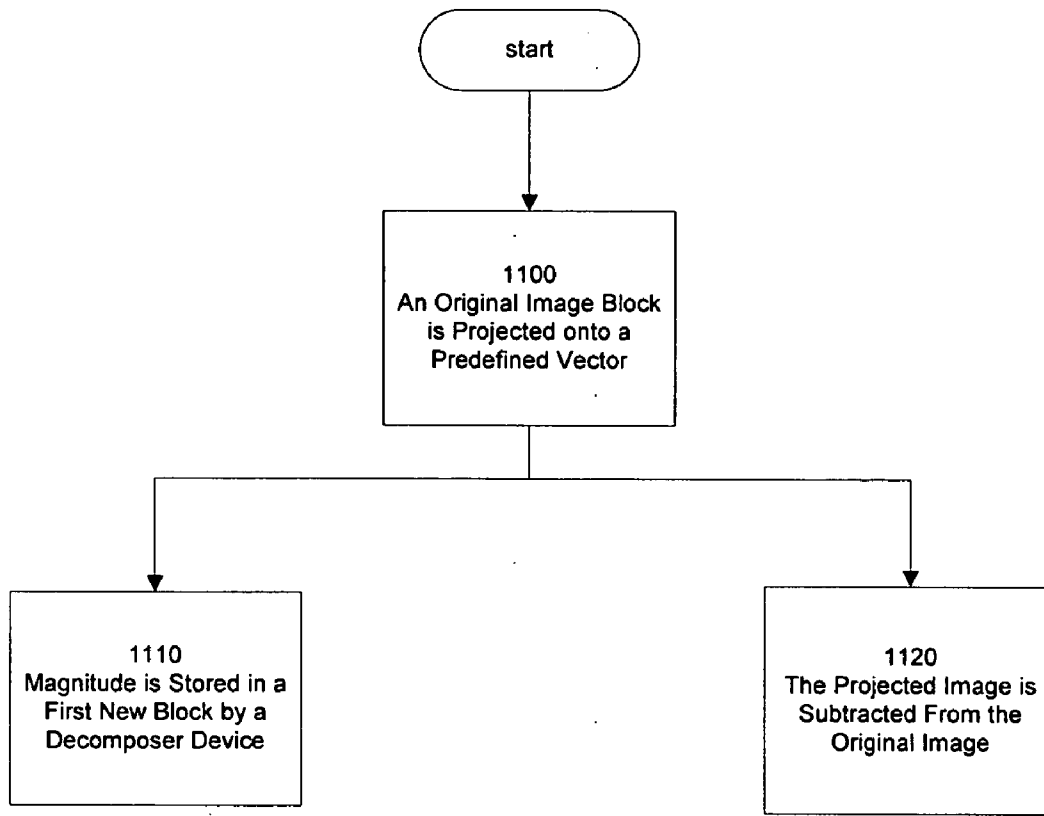 start
1100
An Original Image Block
is Projected onto a
Predefined Vector
1110
Magnitude is Stored in a
First New Block by a
Decomposer Device
1120
The Projected Image is
Subtracted From the
Original Image